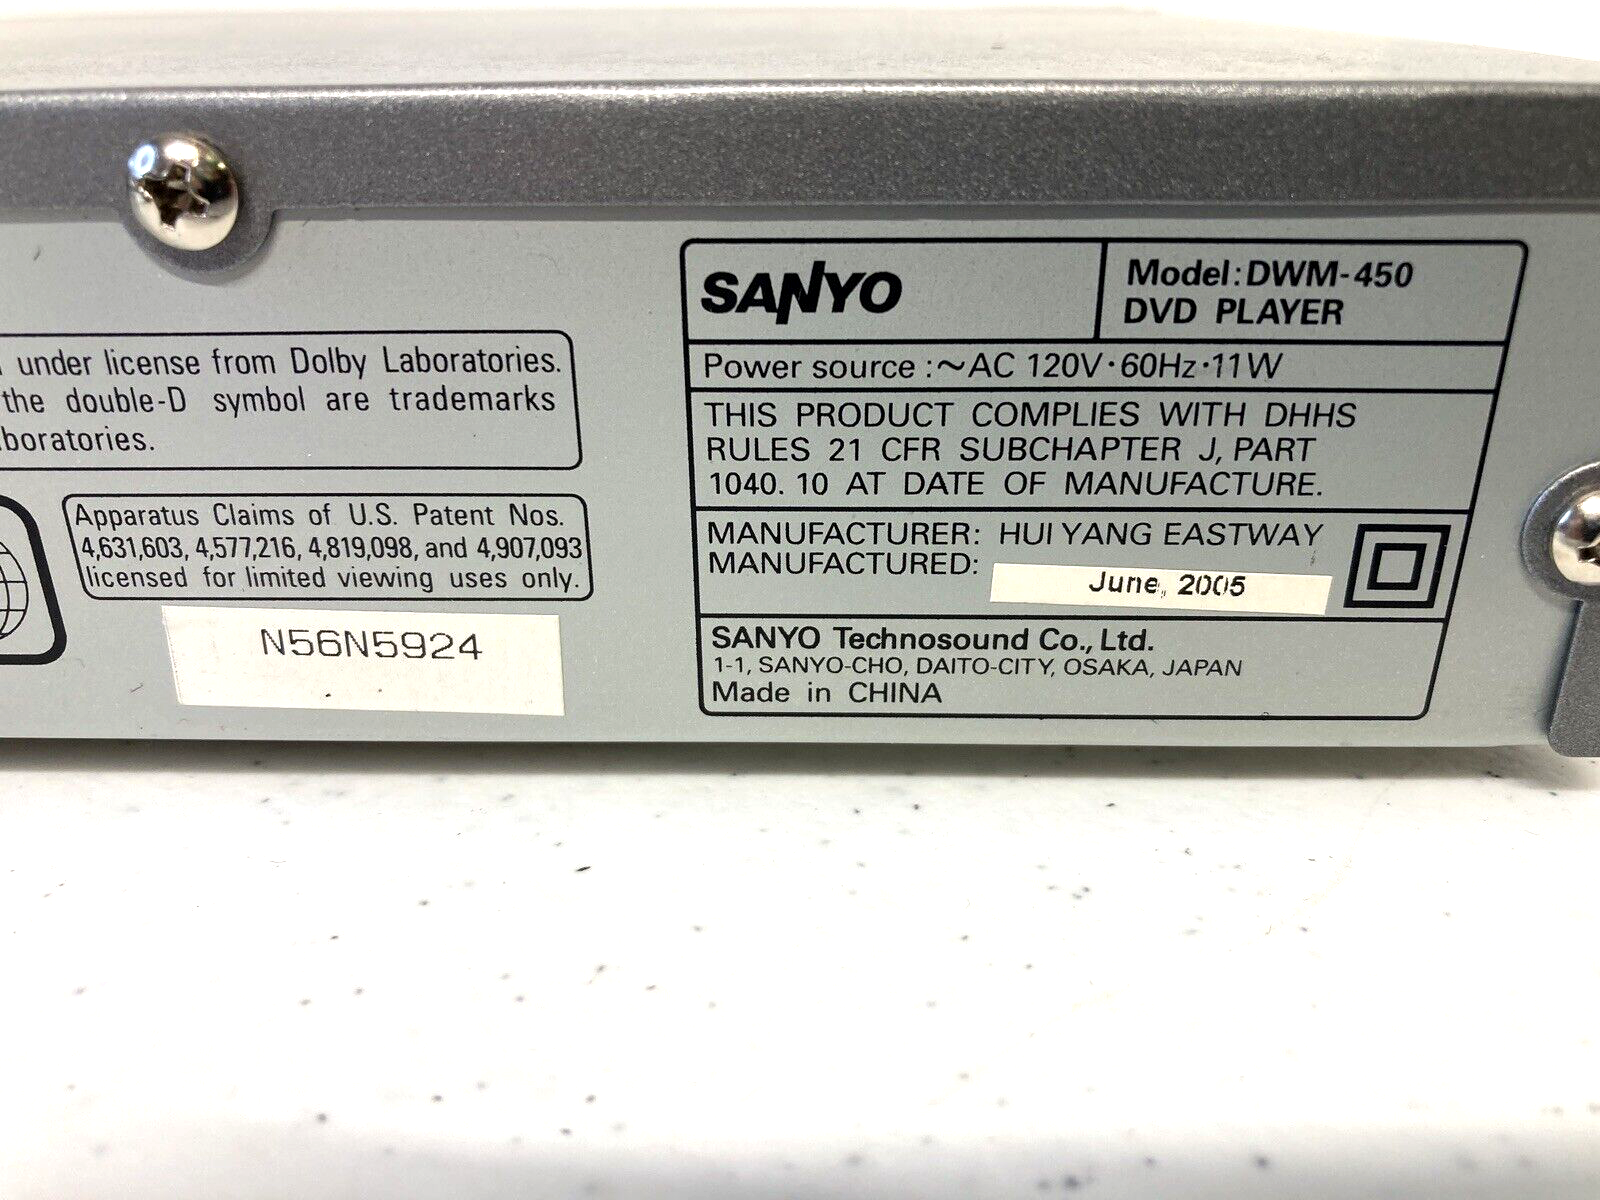 under license from Dolby Laboratories.
the double-D symbol are trademarks
boratories.
Apparatus Claims of U.S. Patent Nos.
4,631,603, 4,577,216, 4,819,098, and 4,907,093
licensed for limited viewing uses only.
N56N5924
SANYO
Model:DWM-450
DVD PLAYER
Power source :~AC 120V·60Hz·11W
THIS PRODUCT COMPLIES WITH DHHS
RULES 21 CFR SUBCHAPTER J, PART
1040. 10 AT DATE OF MANUFACTURE.
MANUFACTURER: HUI YANG EASTWAY
MANUFACTURED:
June, 2005
SANYO Technosound Co., Ltd.
1-1, SANYO-CHO, DAITO-CITY, OSAKA, JAPAN
Made in CHINA